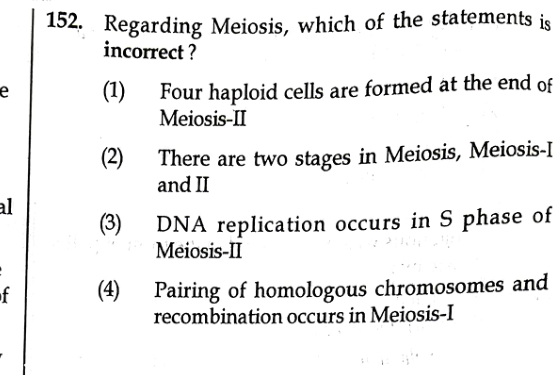 152. Regarding Meiosis, which of the statements is
incorrect ?
(1) Four haploid cells are formed at the end of
Meiosis-II
(2) There are two stages in Meiosis, Meiosis-I
and II
(3) DNA replication occurs in S phase of
Meiosis-II
(4) Pairing of homologous chromosomes and
recombination occurs in Meiosis-I
e
al
of